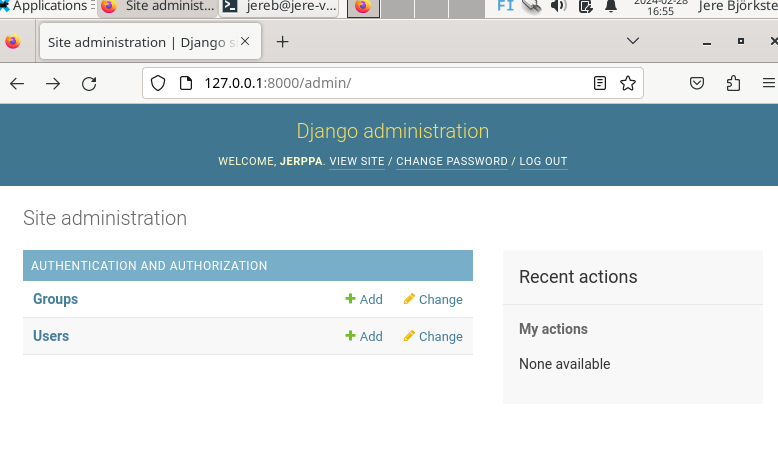 Applications
Site administ...
jereb@jere-v...
FI
2024-02-28
16:55
Jere Björkste
Site administration | Django s
127.0.0.1:8000/admin/
Django administration
WELCOME, JERPPA. VIEW SITE / CHANGE PASSWORD / LOG OUT
Site administration
AUTHENTICATION AND AUTHORIZATION
Groups Add Change
Users Add Change
Recent actions
My actions
None available